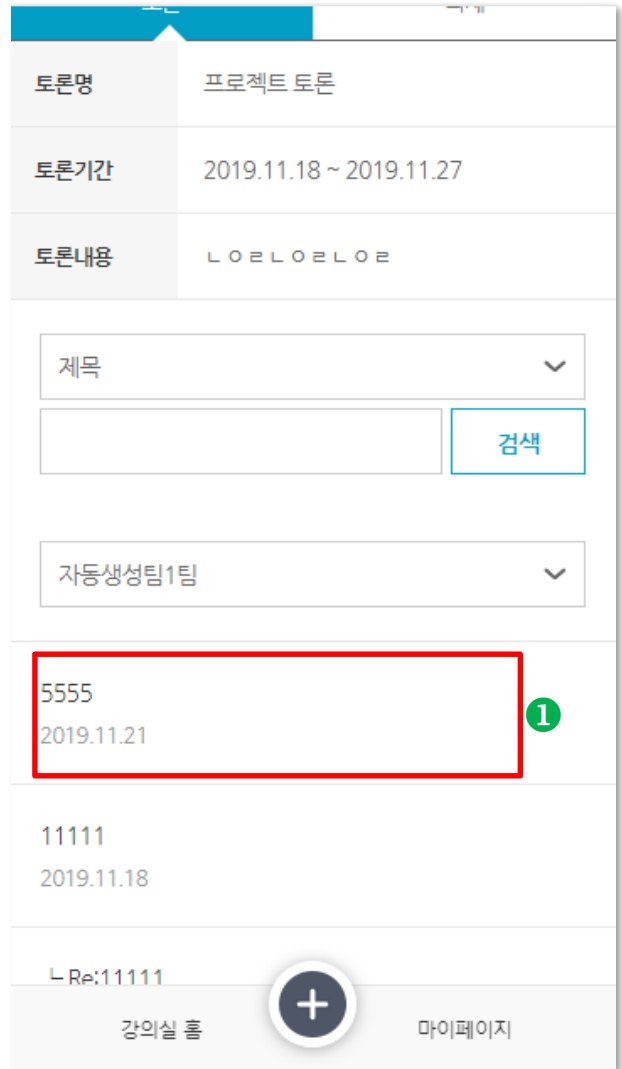 토론명 프로젝트 토론
토론기간 2019.11.18 ~ 2019.11.27
토론내용 ㄴㅇㄹㄴㅇㄹㄴㅇㄹ
제목
검색
자동생성팀1팀
5555
1
2019.11.21
11111
2019.11.18
ㄴRe:11111
강의실 홈 + 마이페이지